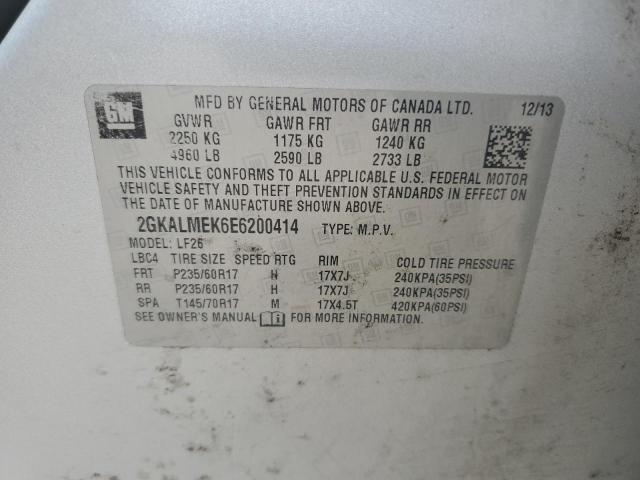 GM
MFD BY GENERAL MOTORS OF CANADA LTD. 12/13
GVWR GAWR FRT GAWR RR
2250 KG 1175 KG 1240 KG
4960 LB 2590 LB 2733 LB
THIS VEHICLE CONFORMS TO ALL APPLICABLE U.S. FEDERAL MOTOR
VEHICLE SAFETY AND THEFT PREVENTION STANDARDS IN EFFECT ON
THE DATE OF MANUFACTURE SHOWN ABOVE.
2GKALMEK6E6200414 TYPE: M.P.V.
MODEL: LF26
LBC4 TIRE SIZE SPEED RTG RIM COLD TIRE PRESSURE
FRT P235/60R17 H 17X7J 240KPA(35PSI)
RR P235/60R17 H 17X7J 240KPA(35PSI)
SPA T145/70R17 M 17X4.5T 420KPA(60PSI)
SEE OWNER'S MANUAL FOR MORE INFORMATION.